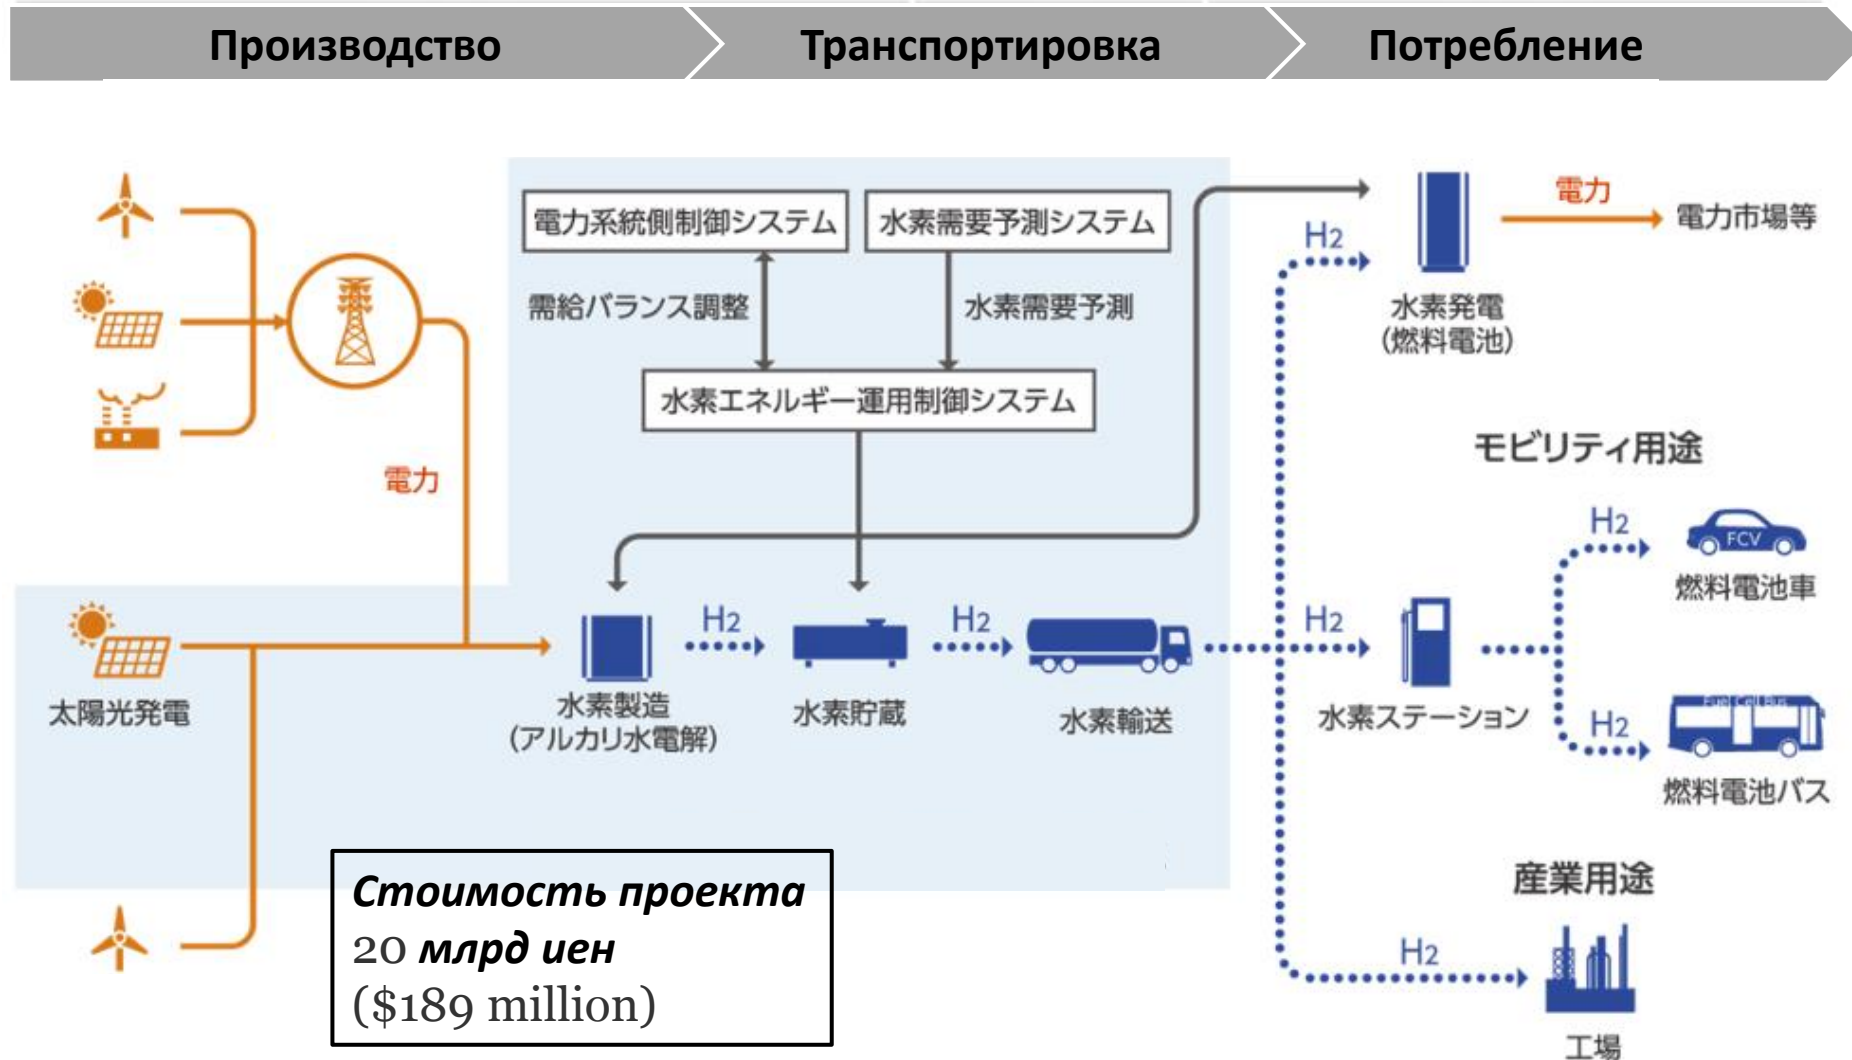 Производство
Транспортировка
Потребление
電力系統側制御システム
水素需要予測システム
需給バランス調整
水素需要予測
水素エネルギー運用制御システム
電力
H2
水素発電
(燃料電池)
電力
電力市場等
モビリティ用途
H2
FCV
燃料電池車
太陽光発電
水素製造
(アルカリ水電解)
H2
水素貯蔵
H2
水素輸送
H2
水素ステーション
H2
Fuel Cell Bus
燃料電池バス
産業用途
H2
工場
Стоимость проекта
20 млрд иен
($189 million)